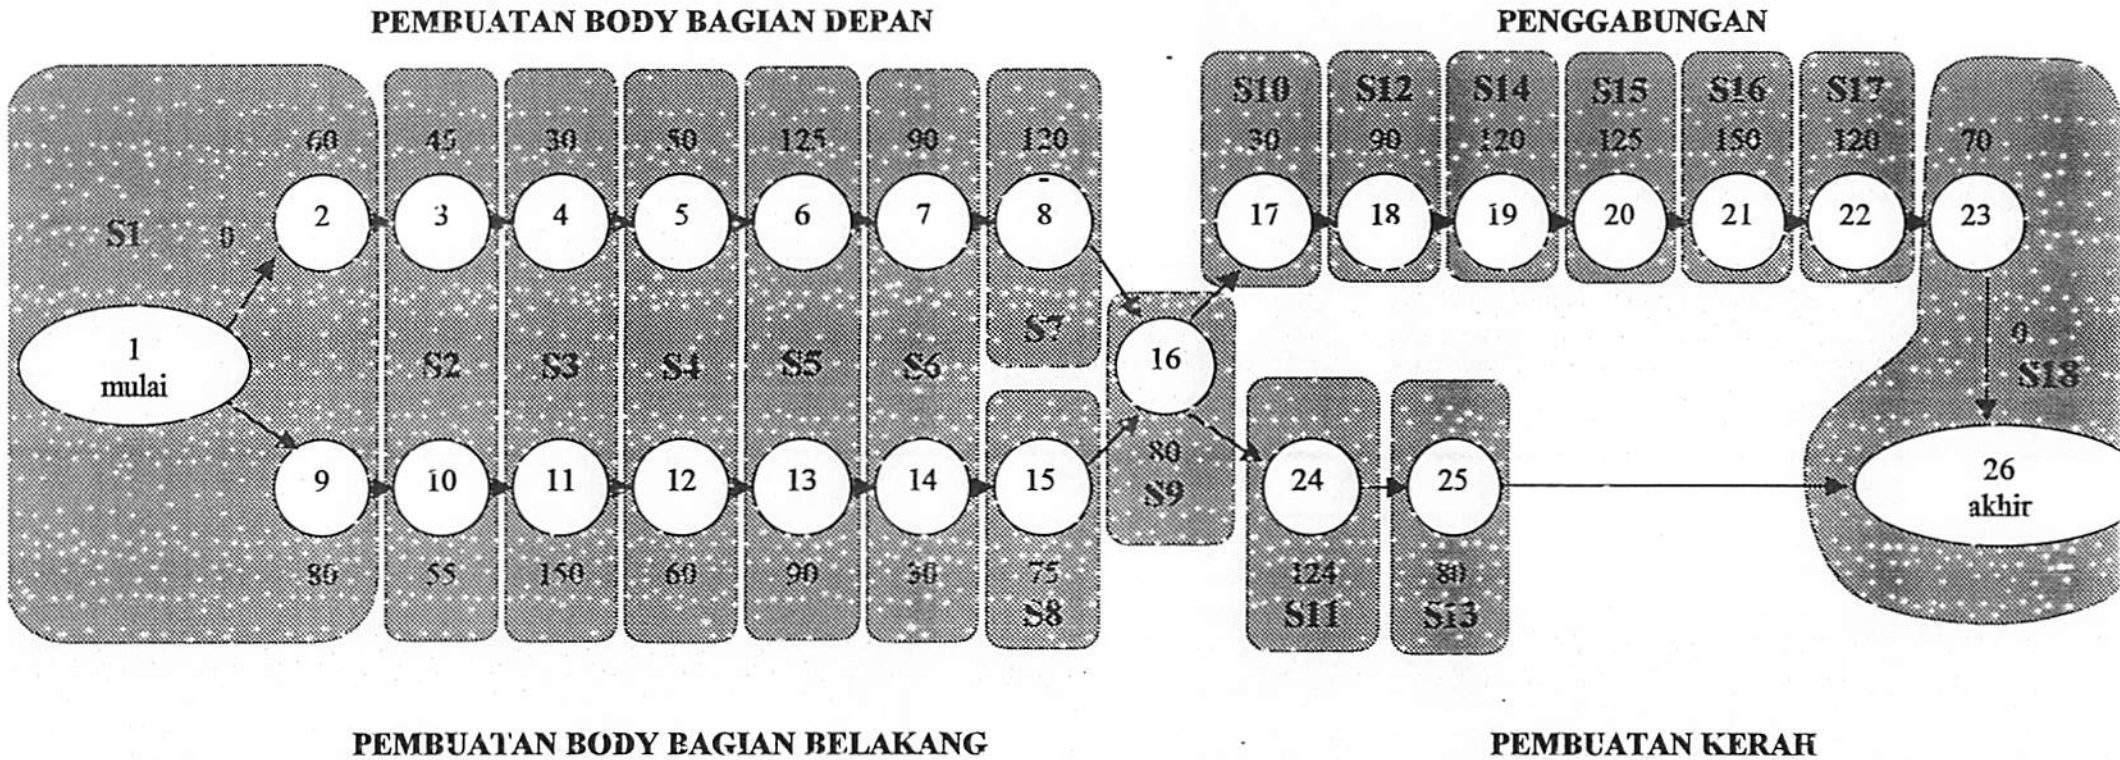 PEMBUATAN BODY BAGIAN DEPAN
PENGGABUNGAN
S10 S12 S14 S15 S16 S17
60 45 30 50 125 90 120
30 90 120 125 150 120 70
2 3 4 5 6 7 8
17 18 19 20 21 22 23
S1 0
1
mulai
S2 S3 S4 S5 S6 S7
16
0
S18
80
S9
9 10 11 12 13 14 15
24 25
26
akhir
80 55 150 60 90 30 75
S8
124 80
S11 S13
PEMBUATAN BODY BAGIAN BELAKANG
PEMBUATAN KERAH